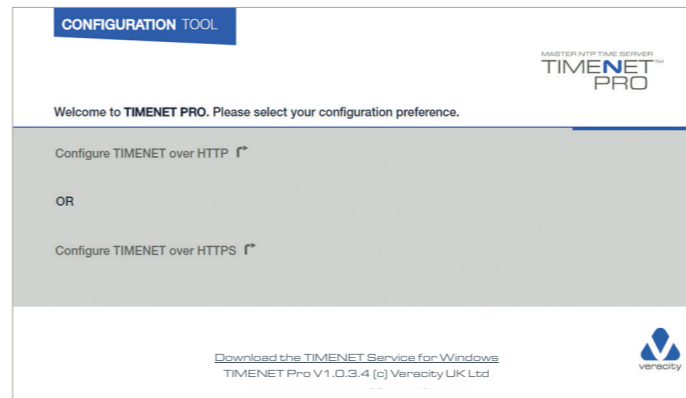 CONFIGURATION TOOL
MASTER NTP TIME SERVER
TIMENET™
PRO
Welcome to TIMENET PRO. Please select your configuration preference.
Configure TIMENET over HTTP
OR
Configure TIMENET over HTTPS
Download the TIMENET Service for Windows
TIMENET Pro V1.0.3.4 (c) Veracity UK Ltd
veracity